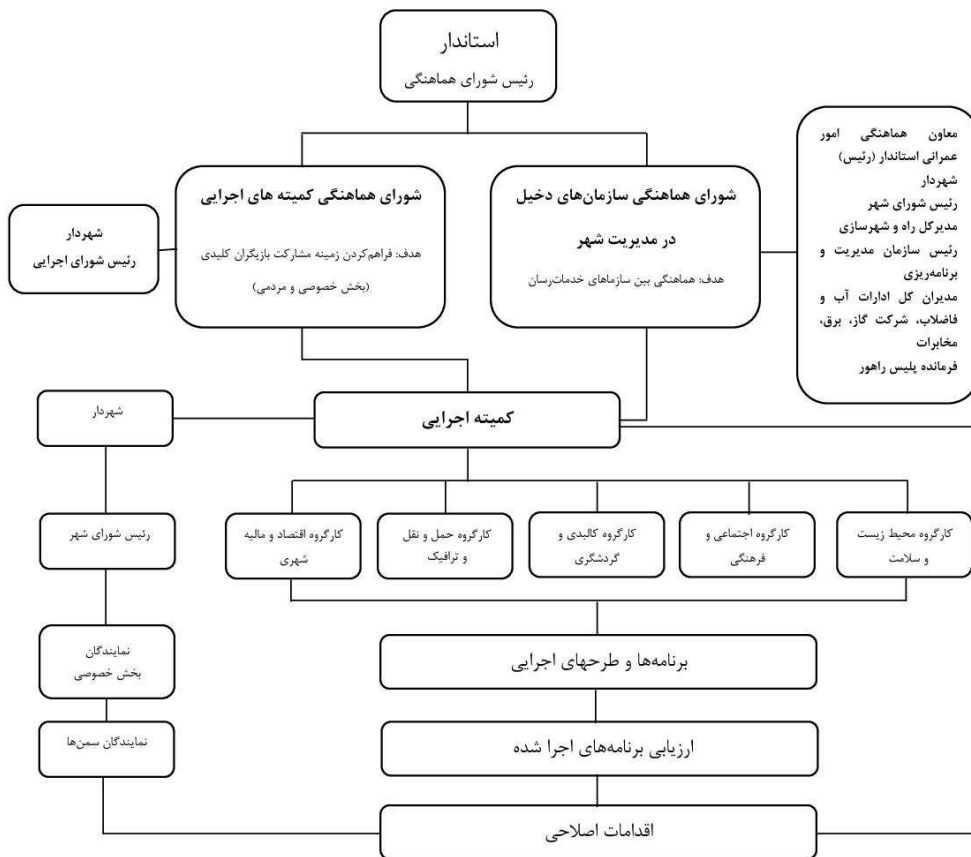 استاندار
رئیس شورای هماهنگی
معاون هماهنگی امور
عمرانی استاندار (رئیس)
شهردار
رئیس شورای شهر
مدیرکل راه و شهرسازی
رئیس سازمان مدیریت و
برنامه‌ریزی
مدیران کل ادارات آب و
فاضلاب، شرکت گاز، برق،
مخابرات
فرمانده پلیس راهور
شورای هماهنگی سازمان‌های دخیل
در مدیریت شهر
هدف: هماهنگی بین سازماهای خدمات‌رسان
شورای هماهنگی کمیته های اجرایی
هدف: فراهم‌کردن زمینه مشارکت بازیگران کلیدی
(بخش خصوصی و مردمی)
شهردار
رئیس شورای اجرایی
کمیته اجرایی
شهردار
رئیس شورای شهر
نمایندگان
بخش خصوصی
نمایندگان سمن‌ها
کارگروه محیط زیست
و سلامت
کارگروه اجتماعی و
فرهنگی
کارگروه کالبدی و
گردشگری
کارگروه حمل و نقل
و ترافیک
کارگروه اقتصاد و مالیه
شهری
برنامه‌ها و طرحهای اجرایی
ارزیابی برنامه‌های اجرا شده
اقدامات اصلاحی